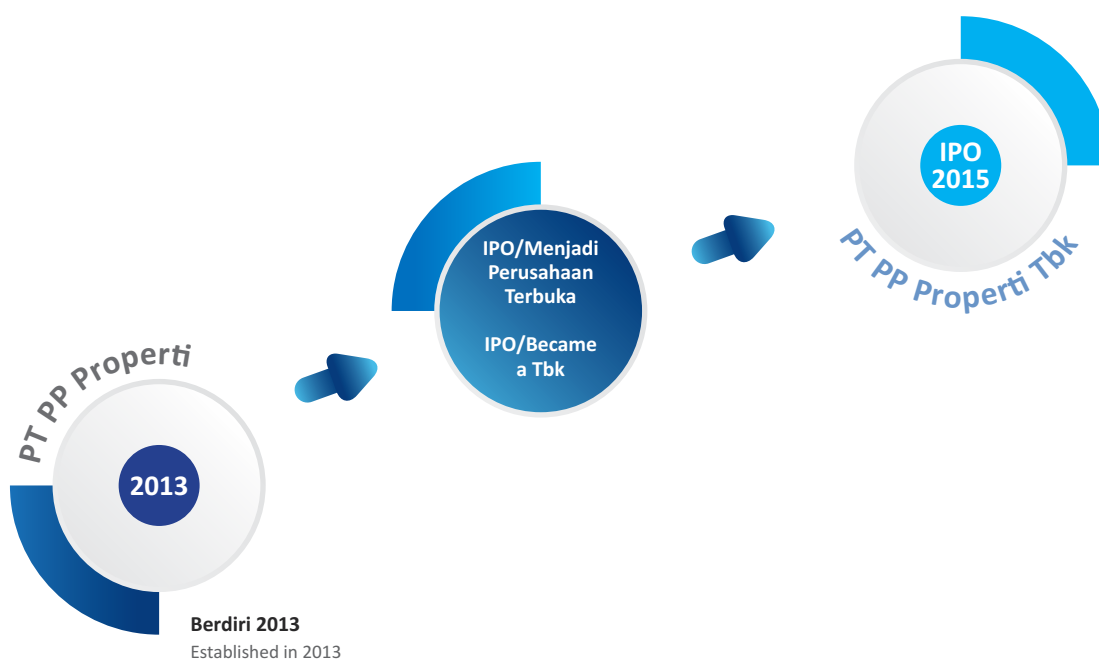 PT PP Properti
2013
Berdiri 2013
Established in 2013
IPO/Menjadi
Perusahaan
Terbuka
IPO/Became
a Tbk
IPO
2015
PT PP Properti Tbk